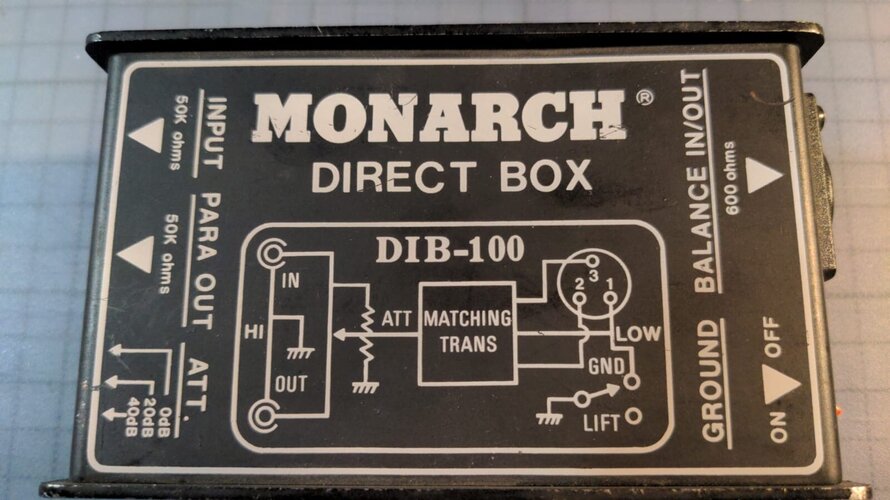 MONARCH®
DIRECT BOX
INPUT
50K ohms
PARA OUT
50K ohms
ATT.
0dB
20dB
40dB
DIB-100
IN
HI
OUT
ATT
MATCHING
TRANS
3
2 1
LOW
GND
LIFT
BALANCE IN/OUT
600 ohms
GROUND
ON OFF